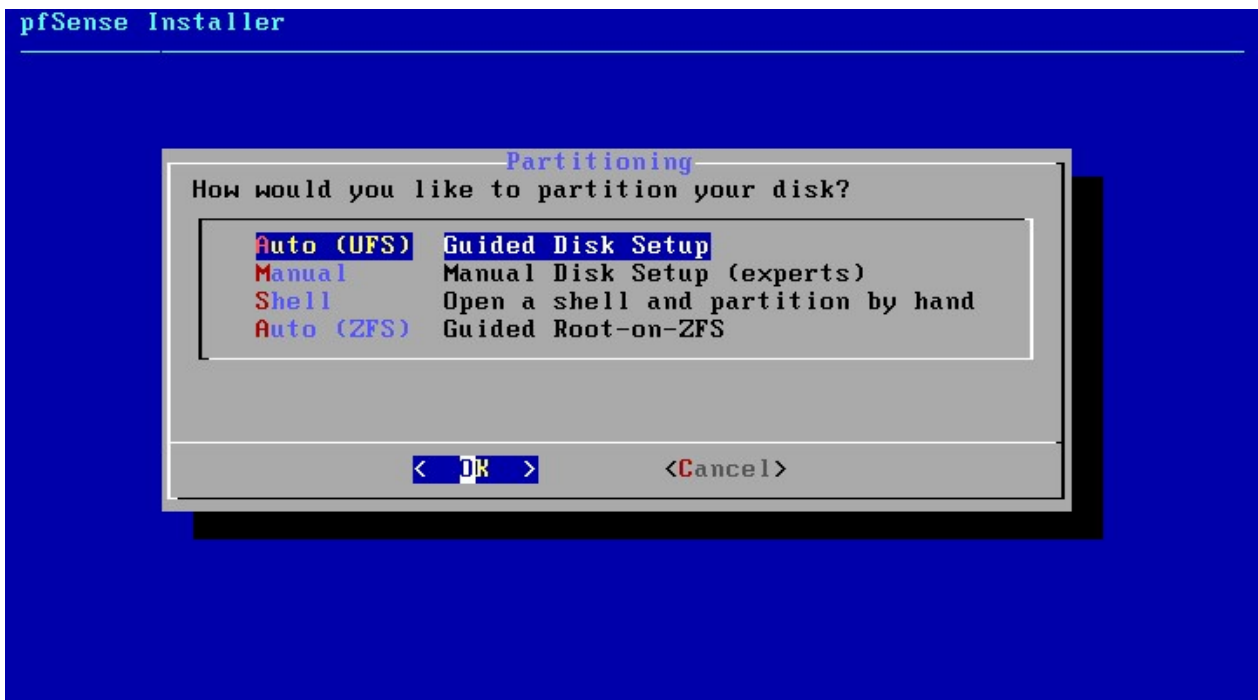 pfSense Installer
Partitioning
How would you like to partition your disk?
Auto (UFS) Guided Disk Setup
Manual Manual Disk Setup (experts)
Shell Open a shell and partition by hand
Auto (ZFS) Guided Root-on-ZFS
< OK > <Cancel>